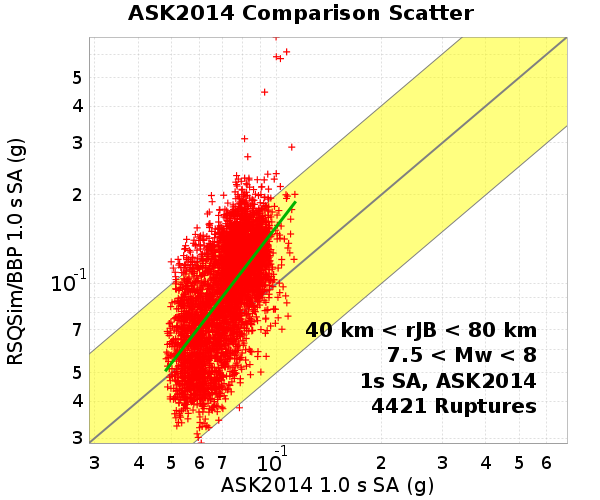 ASK2014 Comparison Scatter
RSQSim/BBP 1.0 s SA (g)
5
4
3
2
10-1
7
5
4
3
40 km < rJB < 80 km
7.5 < Mw < 8
1s SA, ASK2014
4421 Ruptures
3 4 5 6 7 10-1 2 3 4 5 6
ASK2014 1.0 s SA (g)